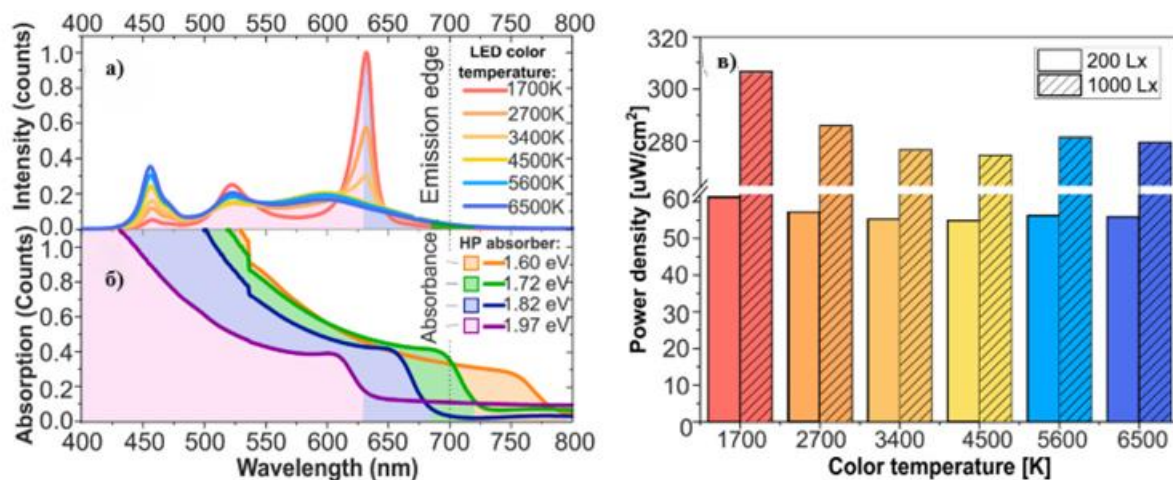 400 450 500 550 600 650 700 750 800
Intensity (counts)
1.0
0.8
0.6
0.4
0.2
0.0
а)
Emission edge
LED color
temperature:
1700K
2700K
3400K
4500K
5600K
6500K
Absorption (Counts)
1.0
0.8
0.6
0.4
0.2
0.0
б)
Absorbance
HP absorber:
1.60 eV
1.72 eV
1.82 eV
1.97 eV
400 450 500 550 600 650 700 750 800
Wavelength (nm)
Power density [uW/cm²]
320
300
280
60
50
40
30
20
10
0
в)
200 Lx
1000 Lx
1700 2700 3400 4500 5600 6500
Color temperature [K]